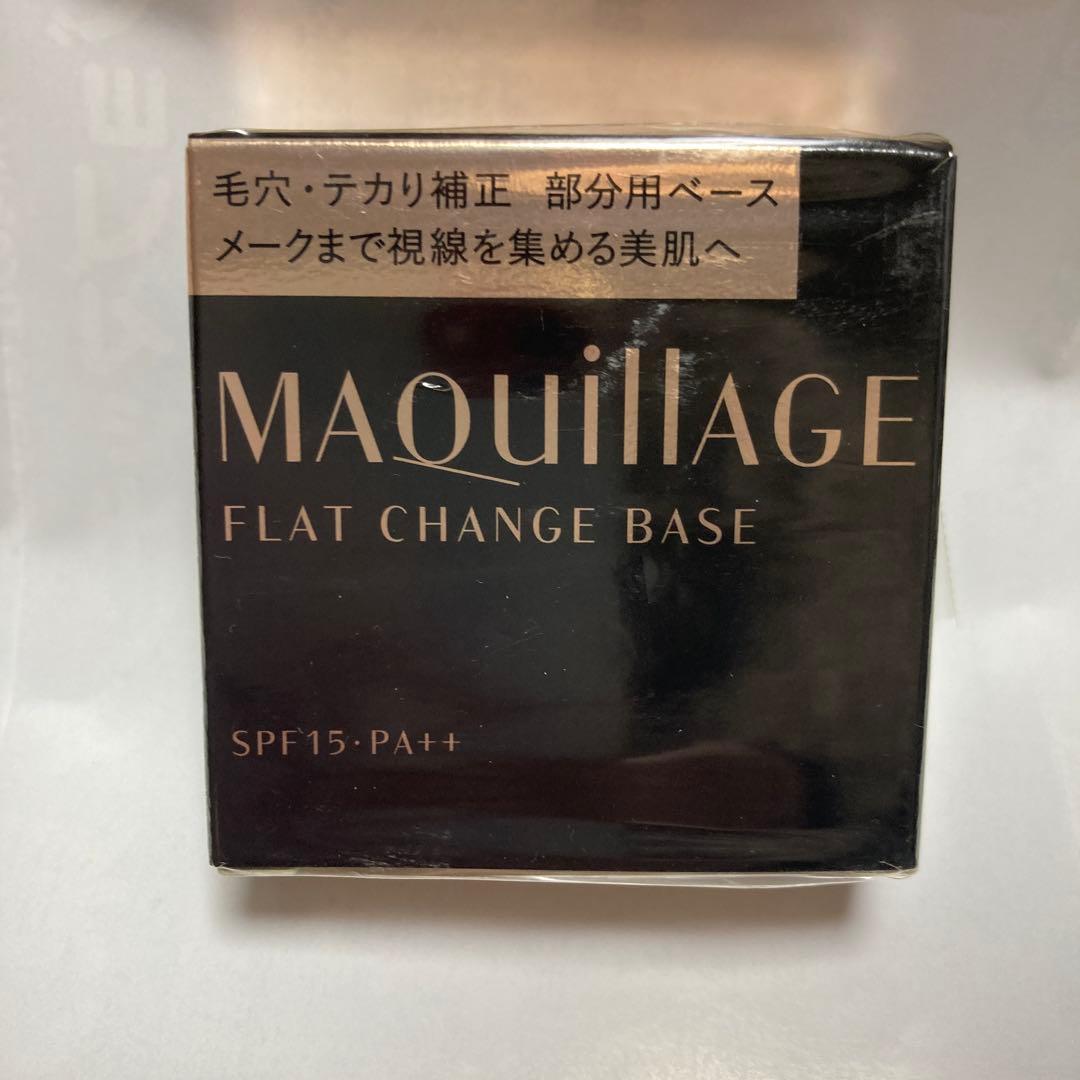 毛穴・テカリ補正 部分用ベース
メークまで視線を集める美肌へ
MAQuillAGE
FLAT CHANGE BASE
SPF15・PA++